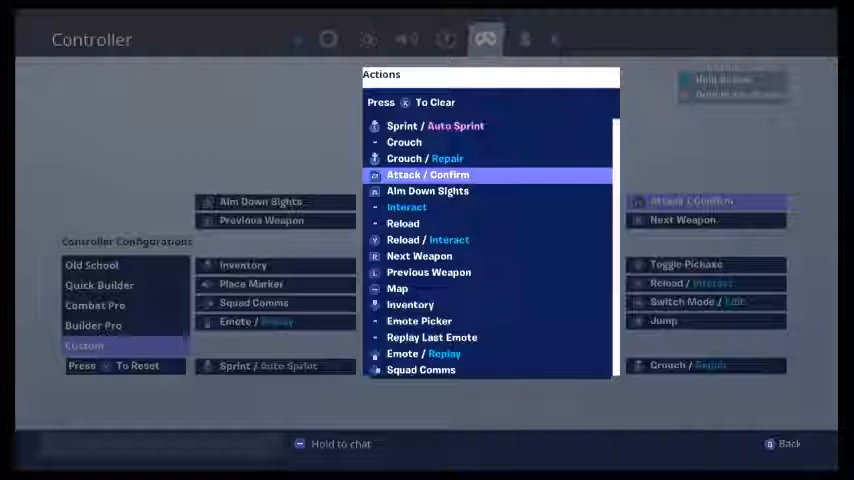 Controller
Actions
Press X To Clear
Sprint / Auto Sprint
Crouch
Crouch / Repair
Attack / Confirm
Aim Down Sights
Interact
Reload
Reload / Interact
Next Weapon
Previous Weapon
Map
Inventory
Emote Picker
Replay Last Emote
Emote / Replay
Squad Comms
Aim Down Sights
Previous Weapon
Controller Configurations
Old School
Quick Builder
Combat Pro
Builder Pro
Custom
Press To Reset
Inventory
Place Marker
Squad Comms
Emote / Replay
Sprint / Auto Sprint
Attack / Confirm
Next Weapon
Toggle Pickaxe
Reload / Interact
Switch Mode / Edit
Jump
Crouch / Repair
Hold to chat
Back